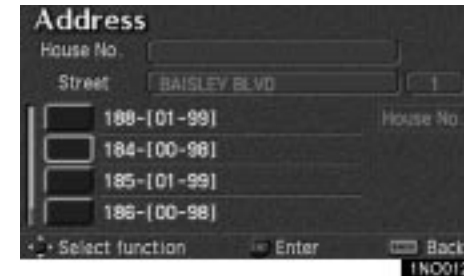 Address
House No.
Street BAISLEY BLVD 1
188-[01-99] House No.
184-[00-98]
185-[01-99]
186-[00-98]
Select function Enter Back